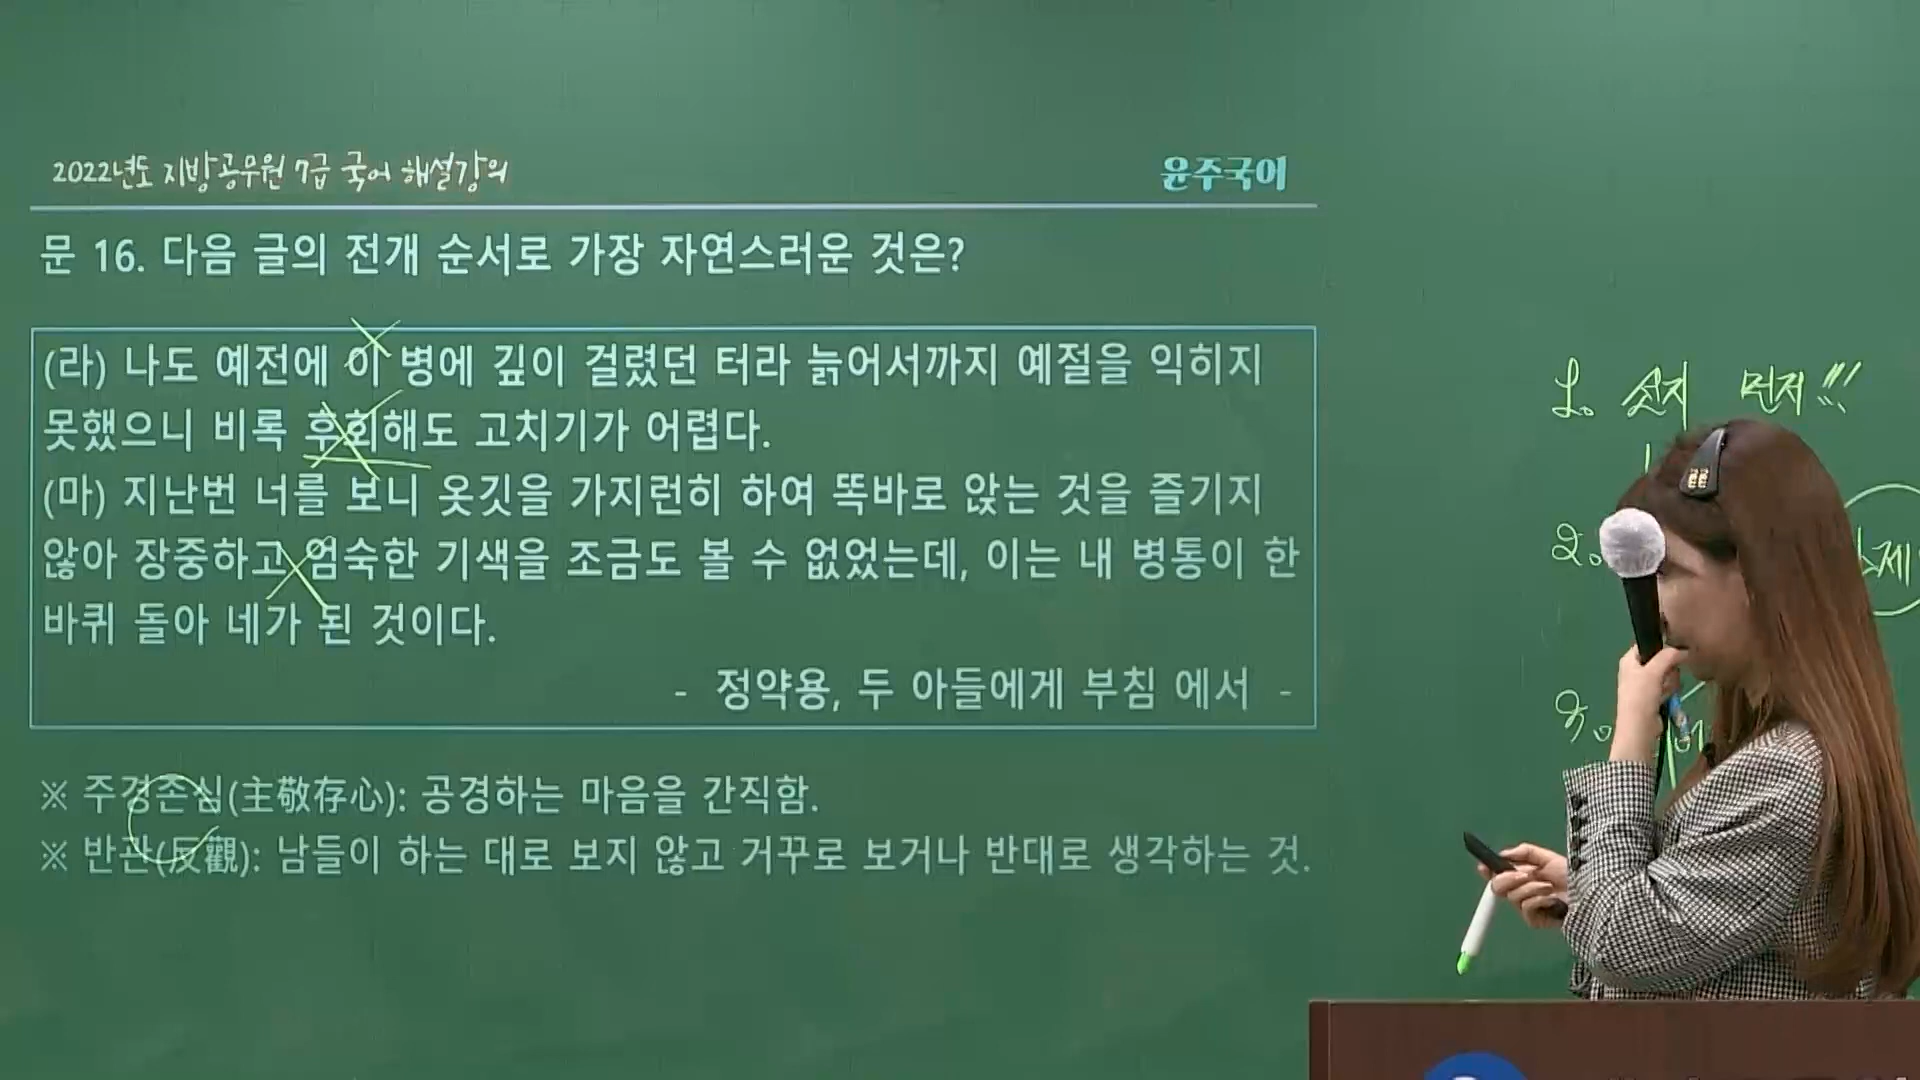 2022년도 지방공무원 7급 국어 해설강의
윤주국어
문 16. 다음 글의 전개 순서로 가장 자연스러운 것은?
(라) 나도 예전에 이 병에 깊이 걸렸던 터라 늙어서까지 예절을 익히지
못했으니 비록 후회해도 고치기가 어렵다.
(마) 지난번 너를 보니 옷깃을 가지런히 하여 똑바로 앉는 것을 즐기지
않아 장중하고 엄숙한 기색을 조금도 볼 수 없었는데, 이는 내 병통이 한
바퀴 돌아 네가 된 것이다.
- 정약용, 두 아들에게 부침 에서 -
※ 주경존심(主敬存心): 공경하는 마음을 간직함.
※ 반관(反觀): 남들이 하는 대로 보지 않고 거꾸로 보거나 반대로 생각하는 것.
1. 선지 먼저!!!
2.
3.